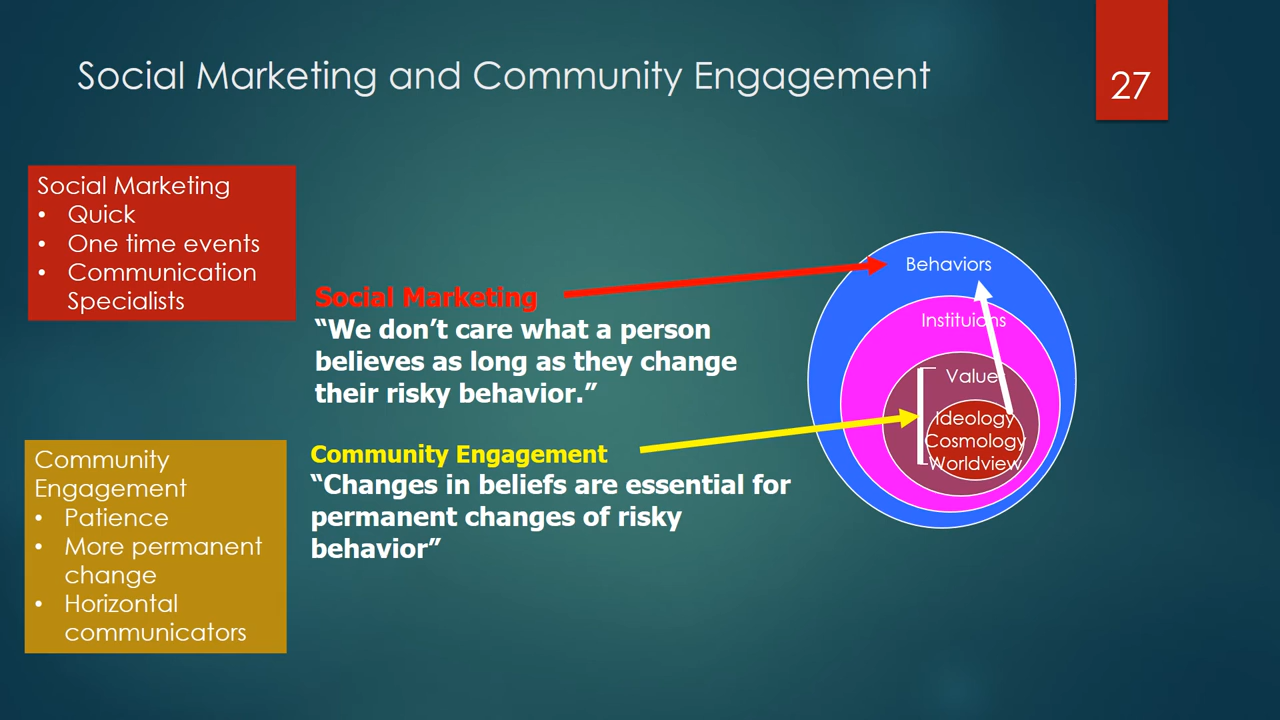 Social Marketing and Community Engagement
27
Social Marketing
• Quick
• One time events
• Communication
Specialists
Social Marketing
“We don’t care what a person
believes as long as they change
their risky behavior.”
Community Engagement
“Changes in beliefs are essential for
permanent changes of risky
behavior”
Community
Engagement
• Patience
• More permanent
change
• Horizontal
communicators
Behaviors
Instituions
Values
Ideology
Cosmology
Worldview